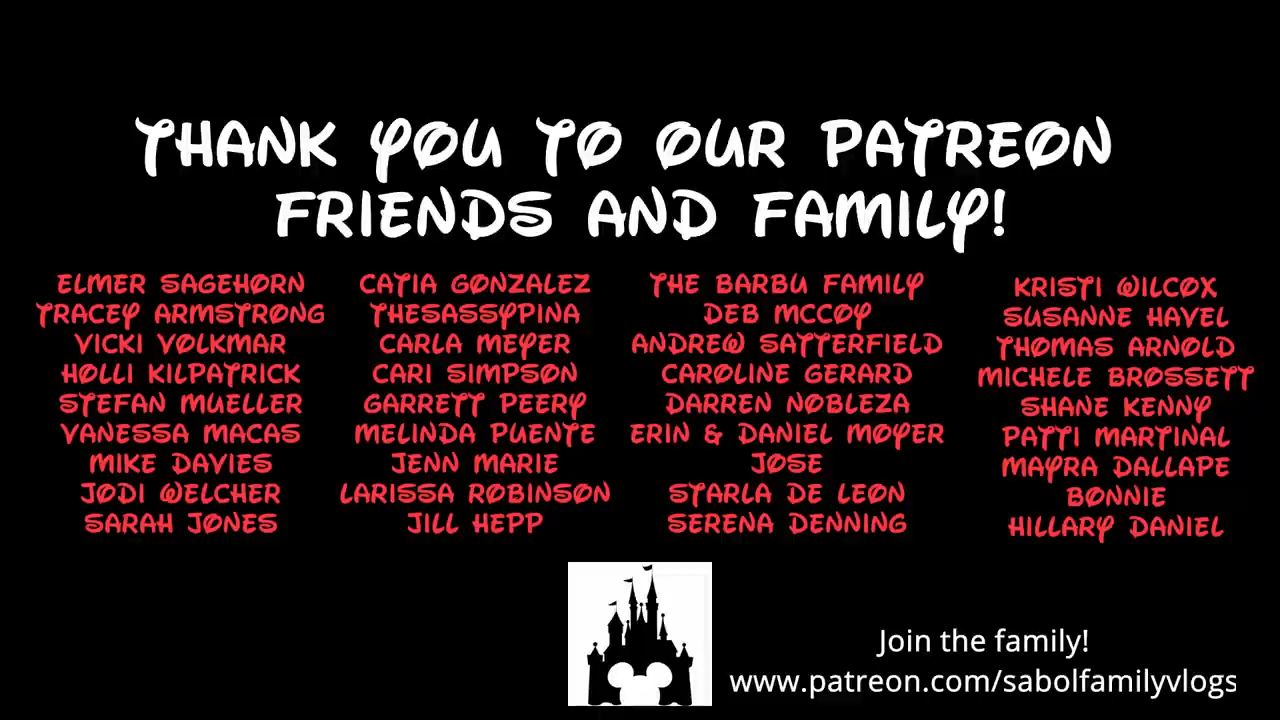 THANK YOU TO OUR PATREON
FRIENDS AND FAMILY!
ELMER SAGEHORN
TRACEY ARMSTRONG
VICKI VOLKMAR
HOLLI KILPATRICK
STEFAN MUELLER
VANESSA MACAS
MIKE DAVIES
JODI WELCHER
SARAH JONES
CATIA GONZALEZ
THESASSYPINA
CARLA MEYER
CARI SIMPSON
GARRETT PEERY
MELINDA PUENTE
JENN MARIE
LARISSA ROBINSON
JILL HEPP
THE BARBU FAMILY
DEB MCCOY
ANDREW SATTERFIELD
CAROLINE GERARD
DARREN NOBLEZA
ERIN & DANIEL MOYER
JOSE
STARLA DE LEON
SERENA DENNING
KRISTI WILCOX
SUSANNE HAVEL
THOMAS ARNOLD
MICHELE BROSSETT
SHANE KENNY
PATTI MARTINAL
MAYRA DALLAPE
BONNIE
HILLARY DANIEL
Join the family!
www.patreon.com/sabolfamilyvlogs